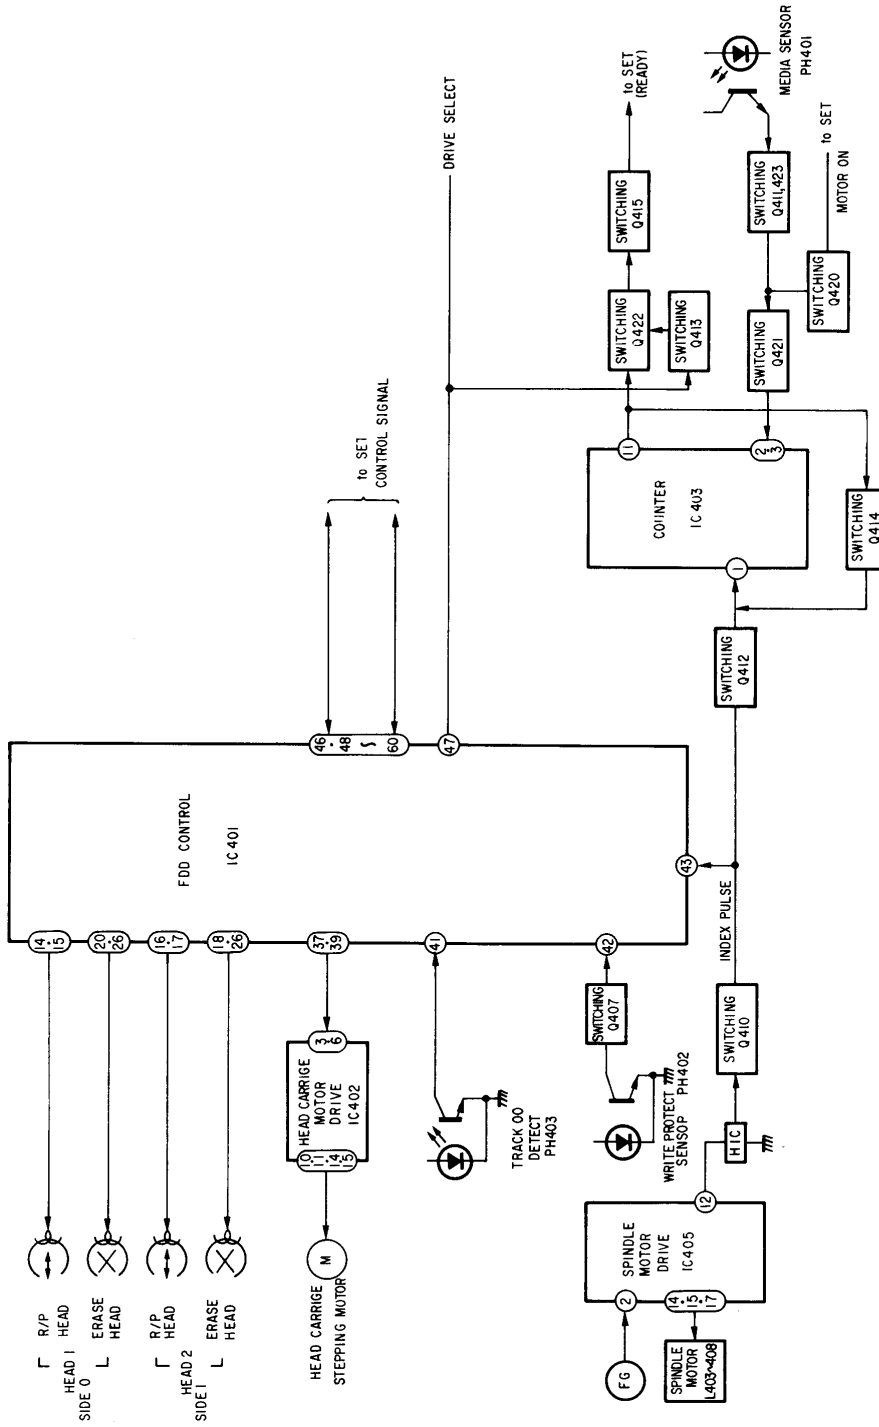 R/P
HEAD
HEAD 1
SIDE 0
ERASE
HEAD
R/P
HEAD
HEAD 2
SIDE 1
ERASE
HEAD
14 · 15
20 · 26
16 · 17
18 · 26
FDD CONTROL
IC401
HEAD CARRIGE
STEPPING MOTOR
M
10 · 11 · 14 · 15
HEAD CARRIGE
MOTOR
DRIVE
IC402
3 · 6
37 · 39
46 · 48 ~ 60
to SET
CONTROL SIGNAL
TRACK 00
DETECT
PH403
41
47
DRIVE SELECT
WRITE PROTECT
SENSOP
PH402
SWITCHING
Q407
42
43
INDEX PULSE
FG
2
SPINDLE
MOTOR
DRIVE
IC405
14 · 15 · 17
SPINDLE
MOTOR
L403~408
12
HIC
SWITCHING
Q410
SWITCHING
Q412
1
COUNTER
IC403
11
2 · 3
SWITCHING
Q414
SWITCHING
Q422
SWITCHING
Q413
SWITCHING
Q415
to SET
(READY)
SWITCHING
Q421
SWITCHING
Q411,423
SWITCHING
Q420
to SET
MOTOR ON
MEDIA SENSOR
PH401